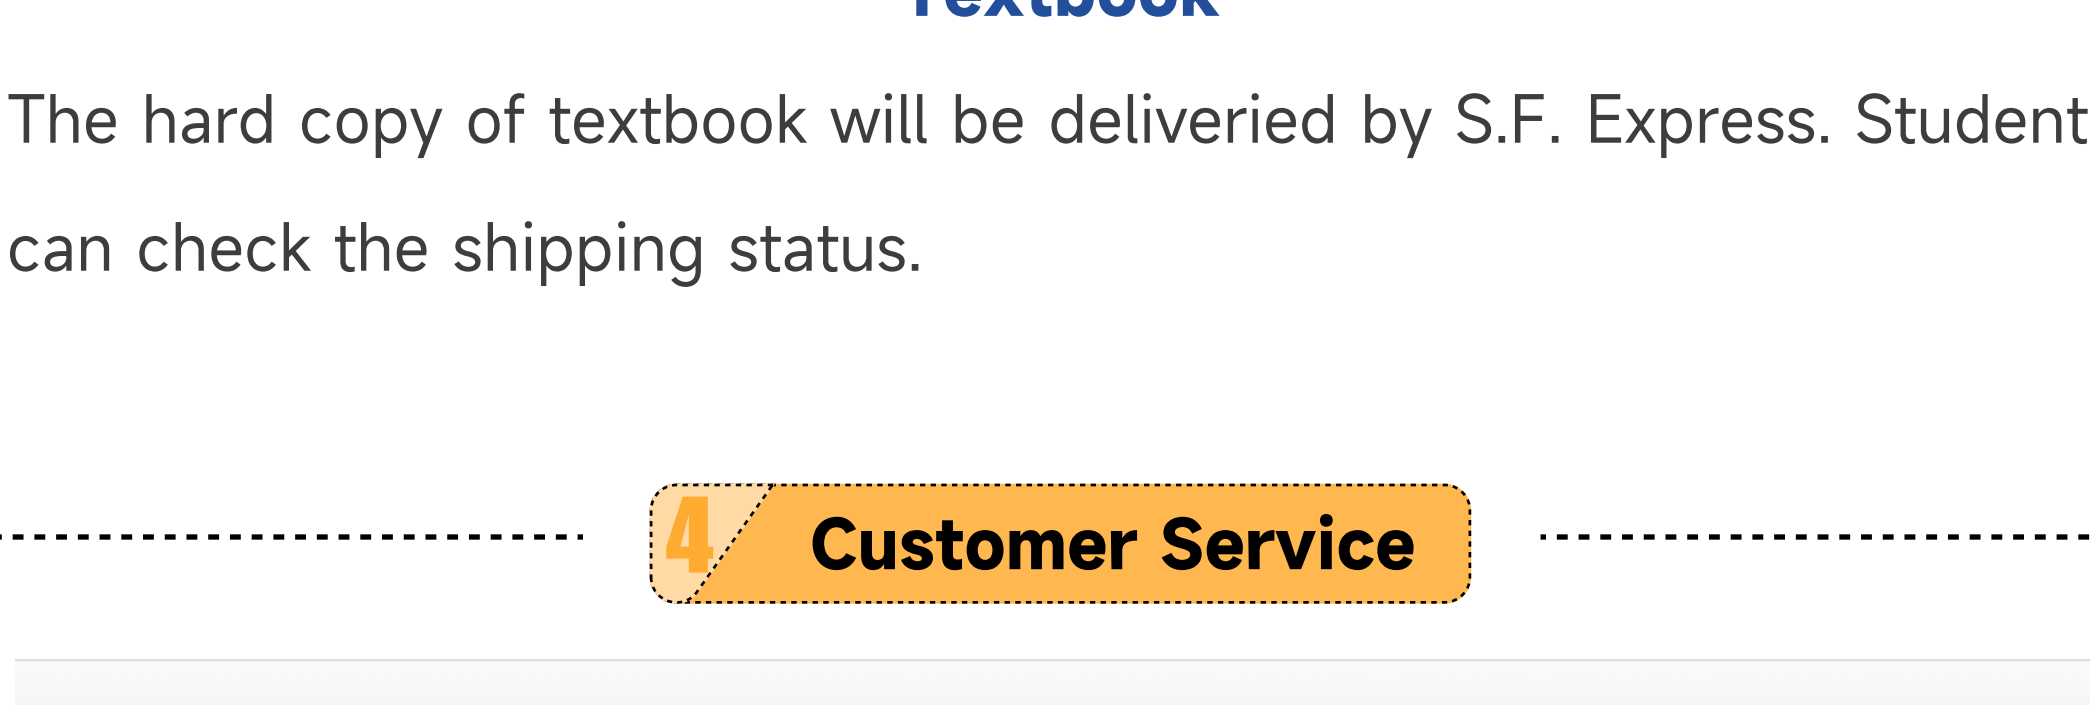 Textbook
The hard copy of textbook will be deliveried by S.F. Express. Student
can check the shipping status.
4 Customer Service